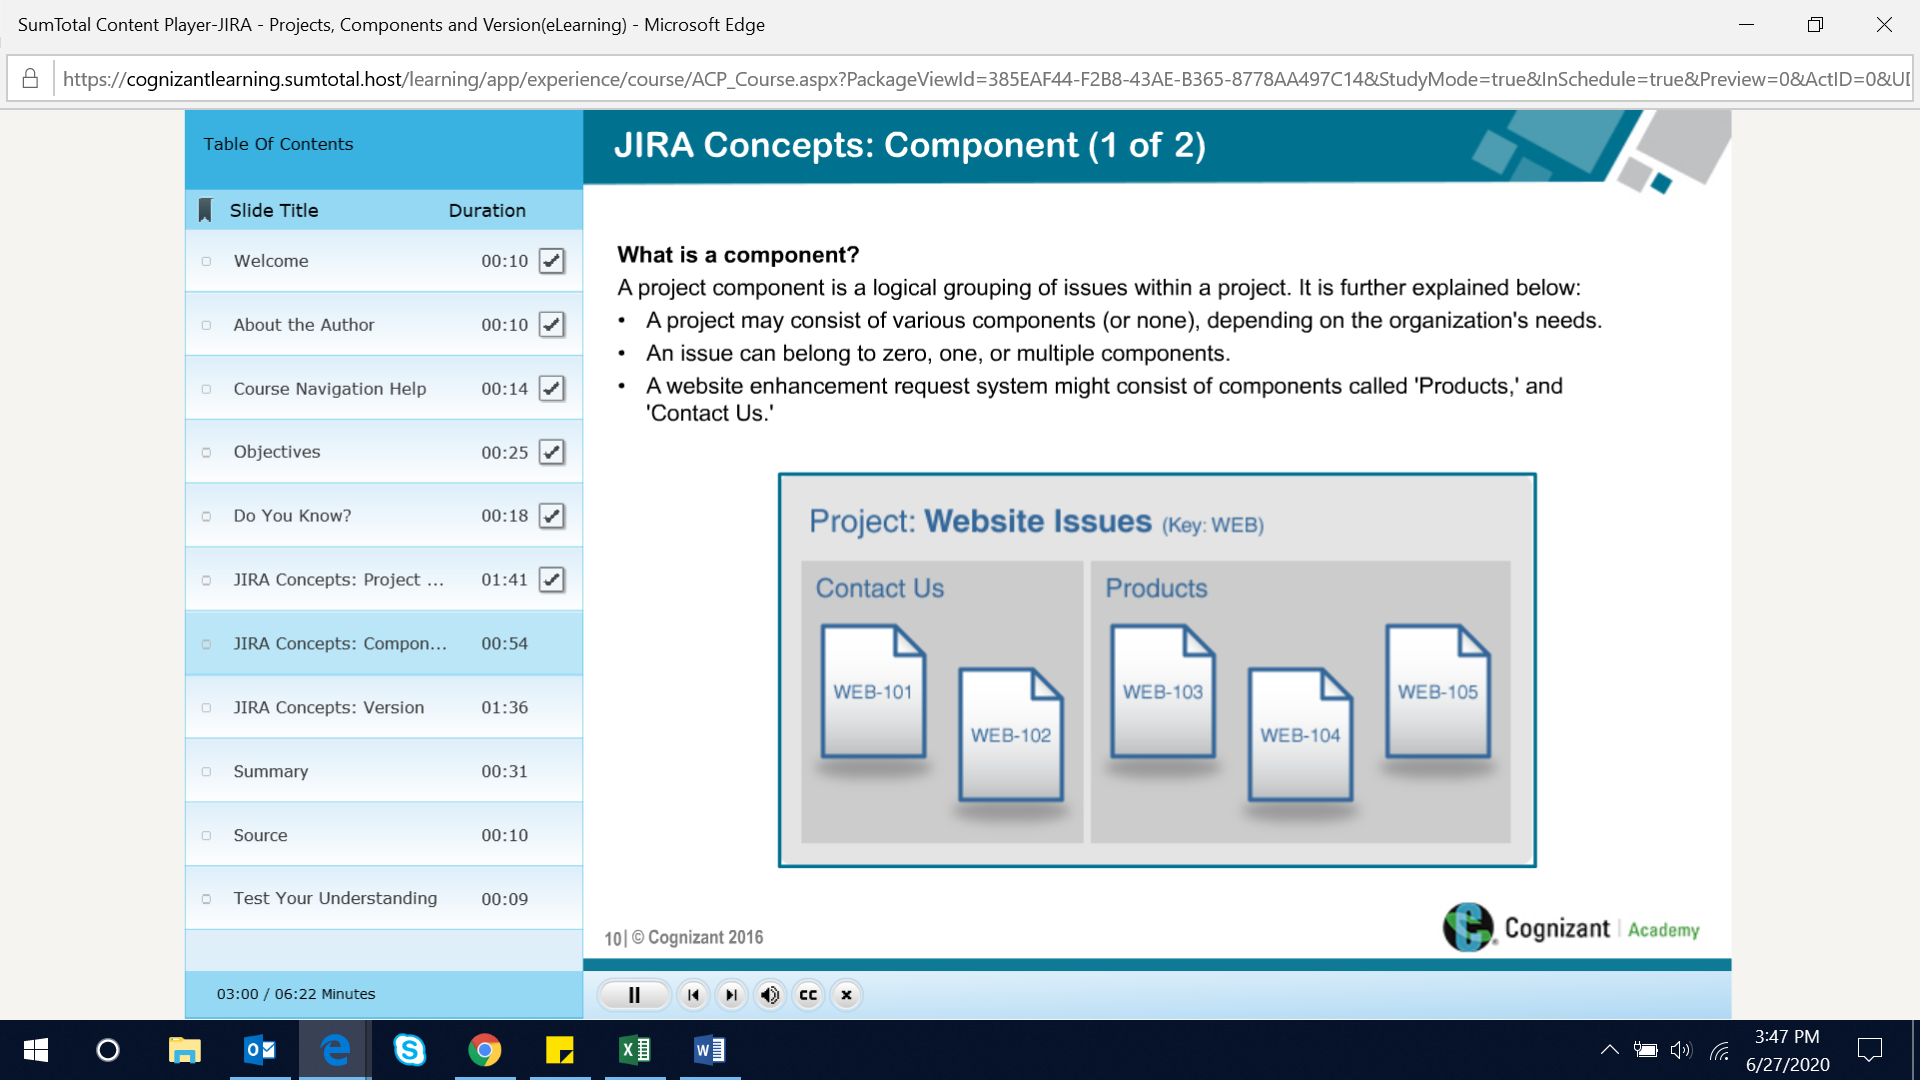 SumTotal Content Player-JIRA - Projects, Components and Version(eLearning) - Microsoft Edge
https://cognizantlearning.sumtotal.host/learning/app/experience/course/ACP_Course.aspx?PackageViewId=385EAF44-F2B8-43AE-B365-8778AA497C14&StudyMode=true&InSchedule=true&Preview=0&ActID=0&UI
Table Of Contents
Slide Title Duration
Welcome 00:10
About the Author 00:10
Course Navigation Help 00:14
Objectives 00:25
Do You Know? 00:18
JIRA Concepts: Project ... 01:41
JIRA Concepts: Compon... 00:54
JIRA Concepts: Version 01:36
Summary 00:31
Source 00:10
Test Your Understanding 00:09
03:00 / 06:22 Minutes
JIRA Concepts: Component (1 of 2)
What is a component?
A project component is a logical grouping of issues within a project. It is further explained below:
• A project may consist of various components (or none), depending on the organization's needs.
• An issue can belong to zero, one, or multiple components.
• A website enhancement request system might consist of components called 'Products,' and
'Contact Us.'
Project: Website Issues (Key: WEB)
Contact Us
WEB-101
WEB-102
Products
WEB-103
WEB-104
WEB-105
10| © Cognizant 2016
Cognizant | Academy
CC
3:47 PM
6/27/2020